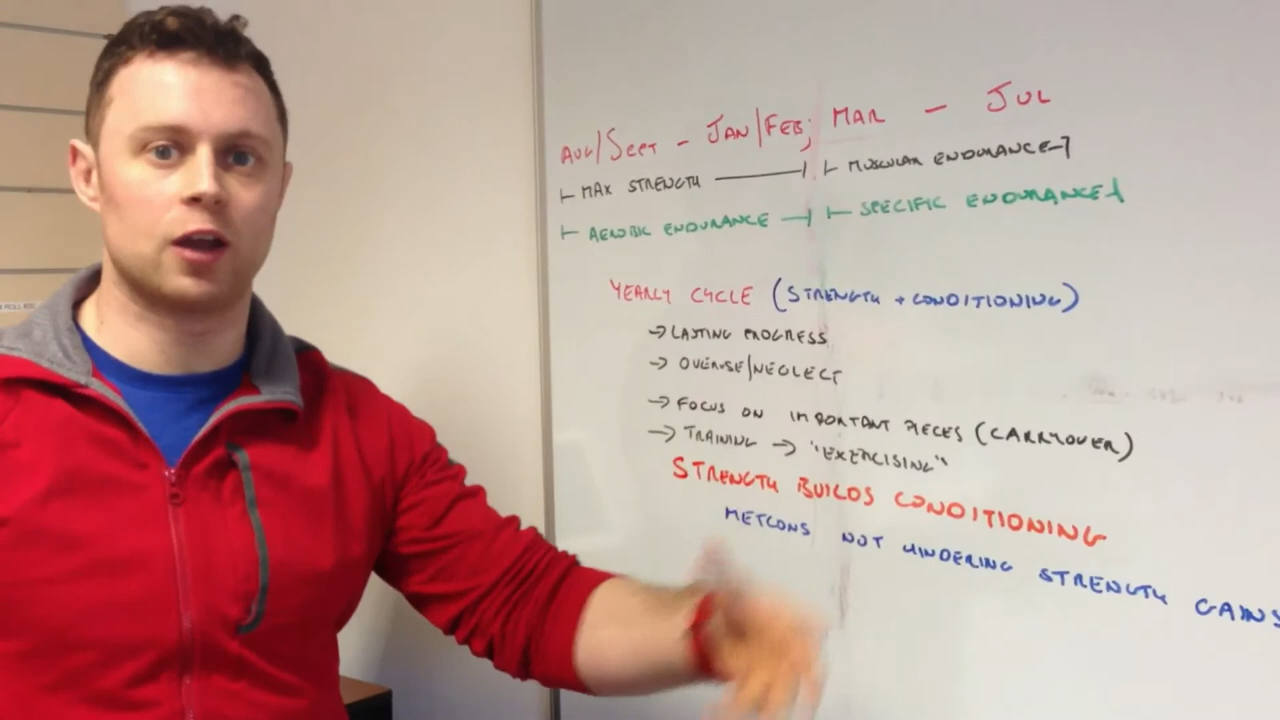 AUG/SEPT - JAN/FEB; MAR - JUL
MAX STRENGTH MUSCULAR ENDURANCE
AEROBIC ENDURANCE SPECIFIC ENDURANCE
YEARLY CYCLE (STRENGTH + CONDITIONING)
→ LASTING PROGRESS
→ OVERUSE/NEGLECT
→ FOCUS ON IMPORTANT PIECES (CARRYOVER)
→ TRAINING → "EXERCISING"
STRENGTH BUILDS CONDITIONING
METCONS NOT HINDERING STRENGTH GAINS